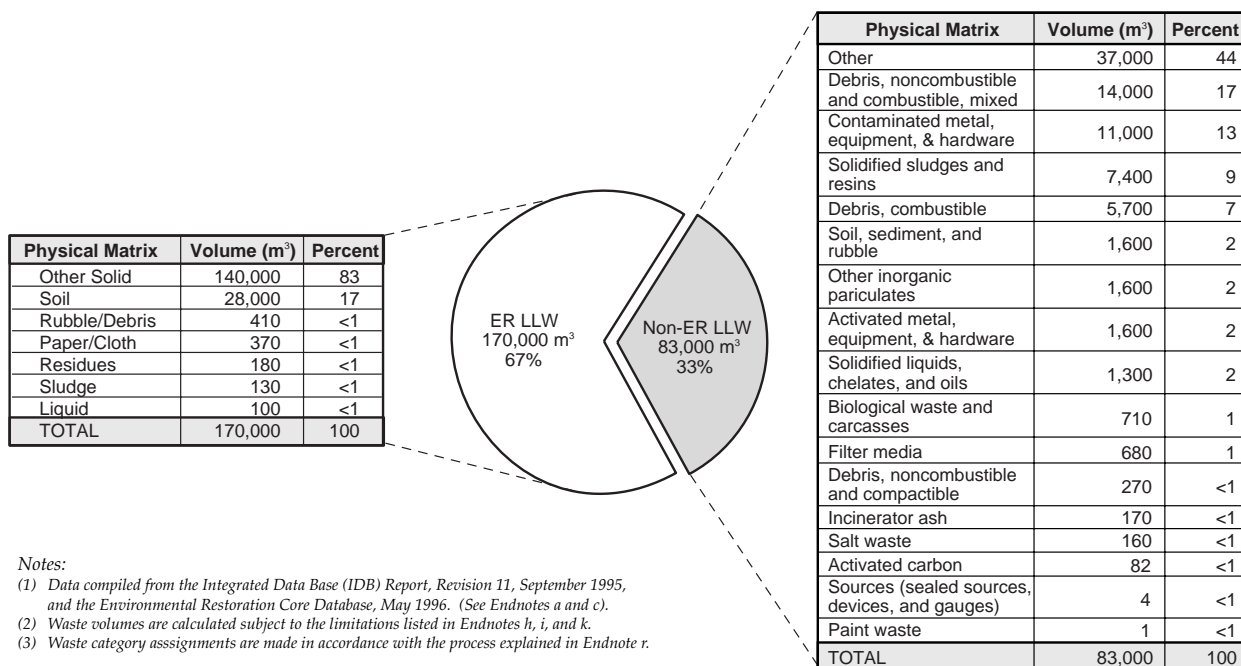 Physical Matrix Volume (m³) Percent
Other Solid 140,000 83
Soil 28,000 17
Rubble/Debris 410 <1
Paper/Cloth 370 <1
Residues 180 <1
Sludge 130 <1
Liquid 100 <1
TOTAL 170,000 100
ER LLW
170,000 m³
67%
Non-ER LLW
83,000 m³
33%
Physical Matrix Volume (m³) Percent
Other 37,000 44
Debris, noncombustible
and combustible, mixed 14,000 17
Contaminated metal,
equipment, & hardware 11,000 13
Solidified sludges and
resins 7,400 9
Debris, combustible 5,700 7
Soil, sediment, and
rubble 1,600 2
Other inorganic
pariculates 1,600 2
Activated metal,
equipment, & hardware 1,600 2
Solidified liquids,
chelates, and oils 1,300 2
Biological waste and
carcasses 710 1
Filter media 680 1
Debris, noncombustible
and compactible 270 <1
Incinerator ash 170 <1
Salt waste 160 <1
Activated carbon 82 <1
Sources (sealed sources,
devices, and gauges) 4 <1
Paint waste 1 <1
TOTAL 83,000 100
Notes:
(1) Data compiled from the Integrated Data Base (IDB) Report, Revision 11, September 1995,
and the Environmental Restoration Core Database, May 1996. (See Endnotes a and c).
(2) Waste volumes are calculated subject to the limitations listed in Endnotes h, i, and k.
(3) Waste category asssignments are made in accordance with the process explained in Endnote r.